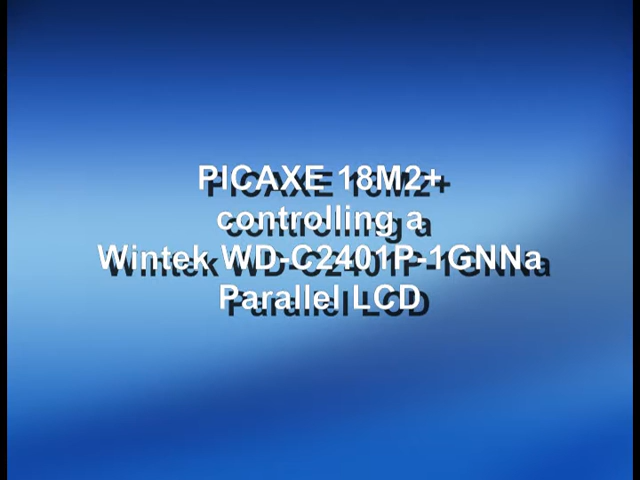 PICAXE 18M2+
controlling a
Wintek WD-C2401P-1GNNa
Parallel LCD